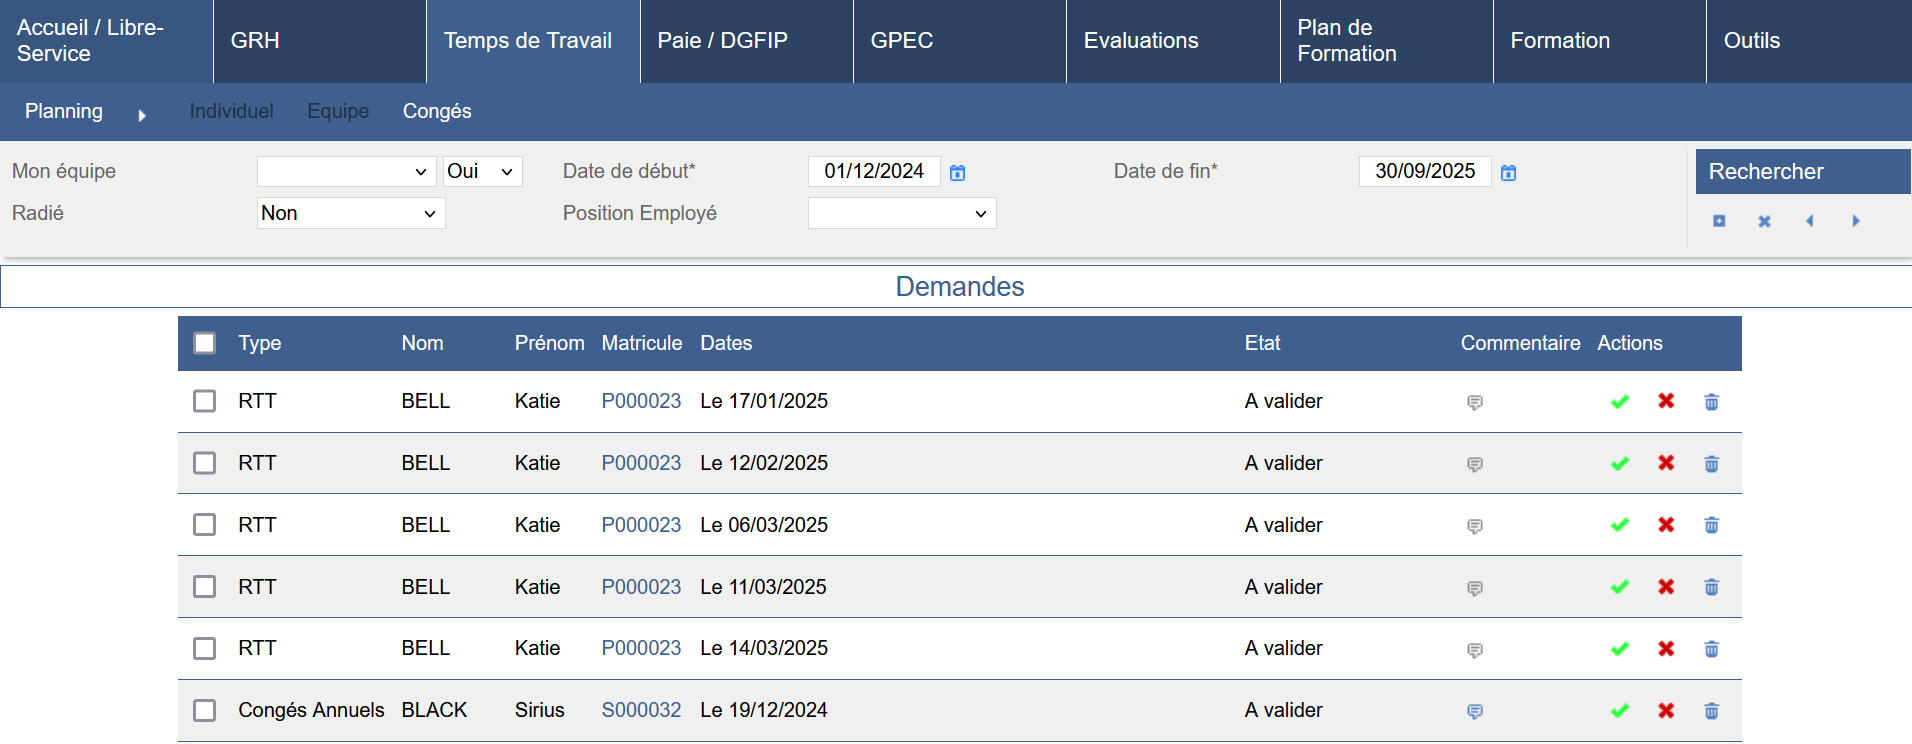 Accueil / Libre-Service GRH Temps de Travail Paie / DGFIP GPEC Evaluations Plan de Formation Formation Outils
Planning Individuel Equipe Congés
Mon équipe Oui Date de début* 01/12/2024 Date de fin* 30/09/2025 Rechercher
Radié Non Position Employé
Demandes
Type Nom Prénom Matricule Dates Etat Commentaire Actions
RTT BELL Katie P000023 Le 17/01/2025 A valider
RTT BELL Katie P000023 Le 12/02/2025 A valider
RTT BELL Katie P000023 Le 06/03/2025 A valider
RTT BELL Katie P000023 Le 11/03/2025 A valider
RTT BELL Katie P000023 Le 14/03/2025 A valider
Congés Annuels BLACK Sirius S000032 Le 19/12/2024 A valider